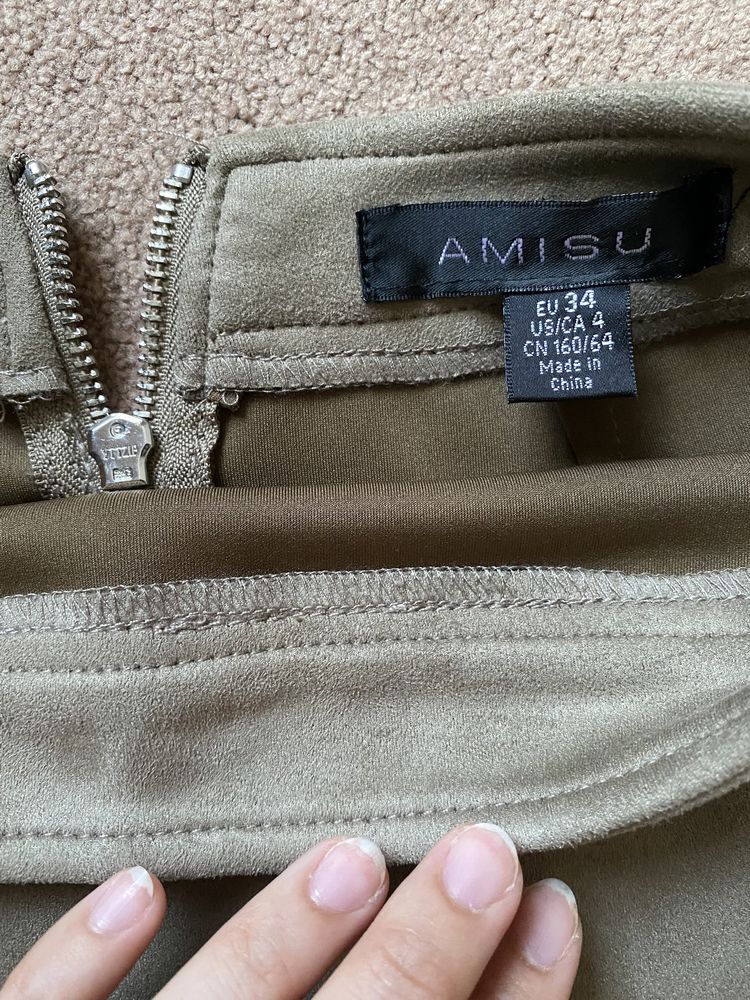 AMISU
EU 34
US/CA 4
CN 160/64
Made in
China